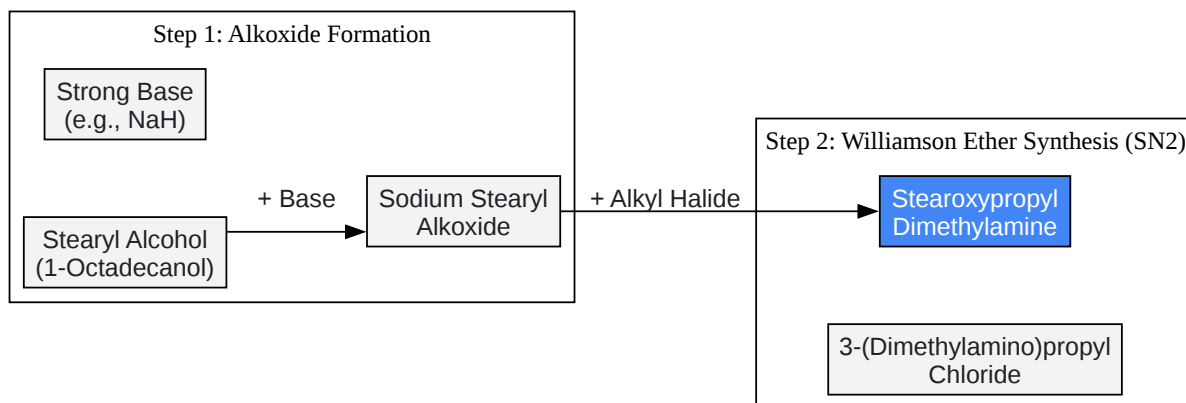 Step 1: Alkoxide Formation
Strong Base
(e.g., NaH)
+ Base
Sodium Stearyl
Alkoxide
Stearyl Alcohol
(1-Octadecanol)
+ Alkyl Halide
Step 2: Williamson Ether Synthesis (SN2)
Stearoxypropyl
Dimethylamine
3-(Dimethylamino)propyl
Chloride